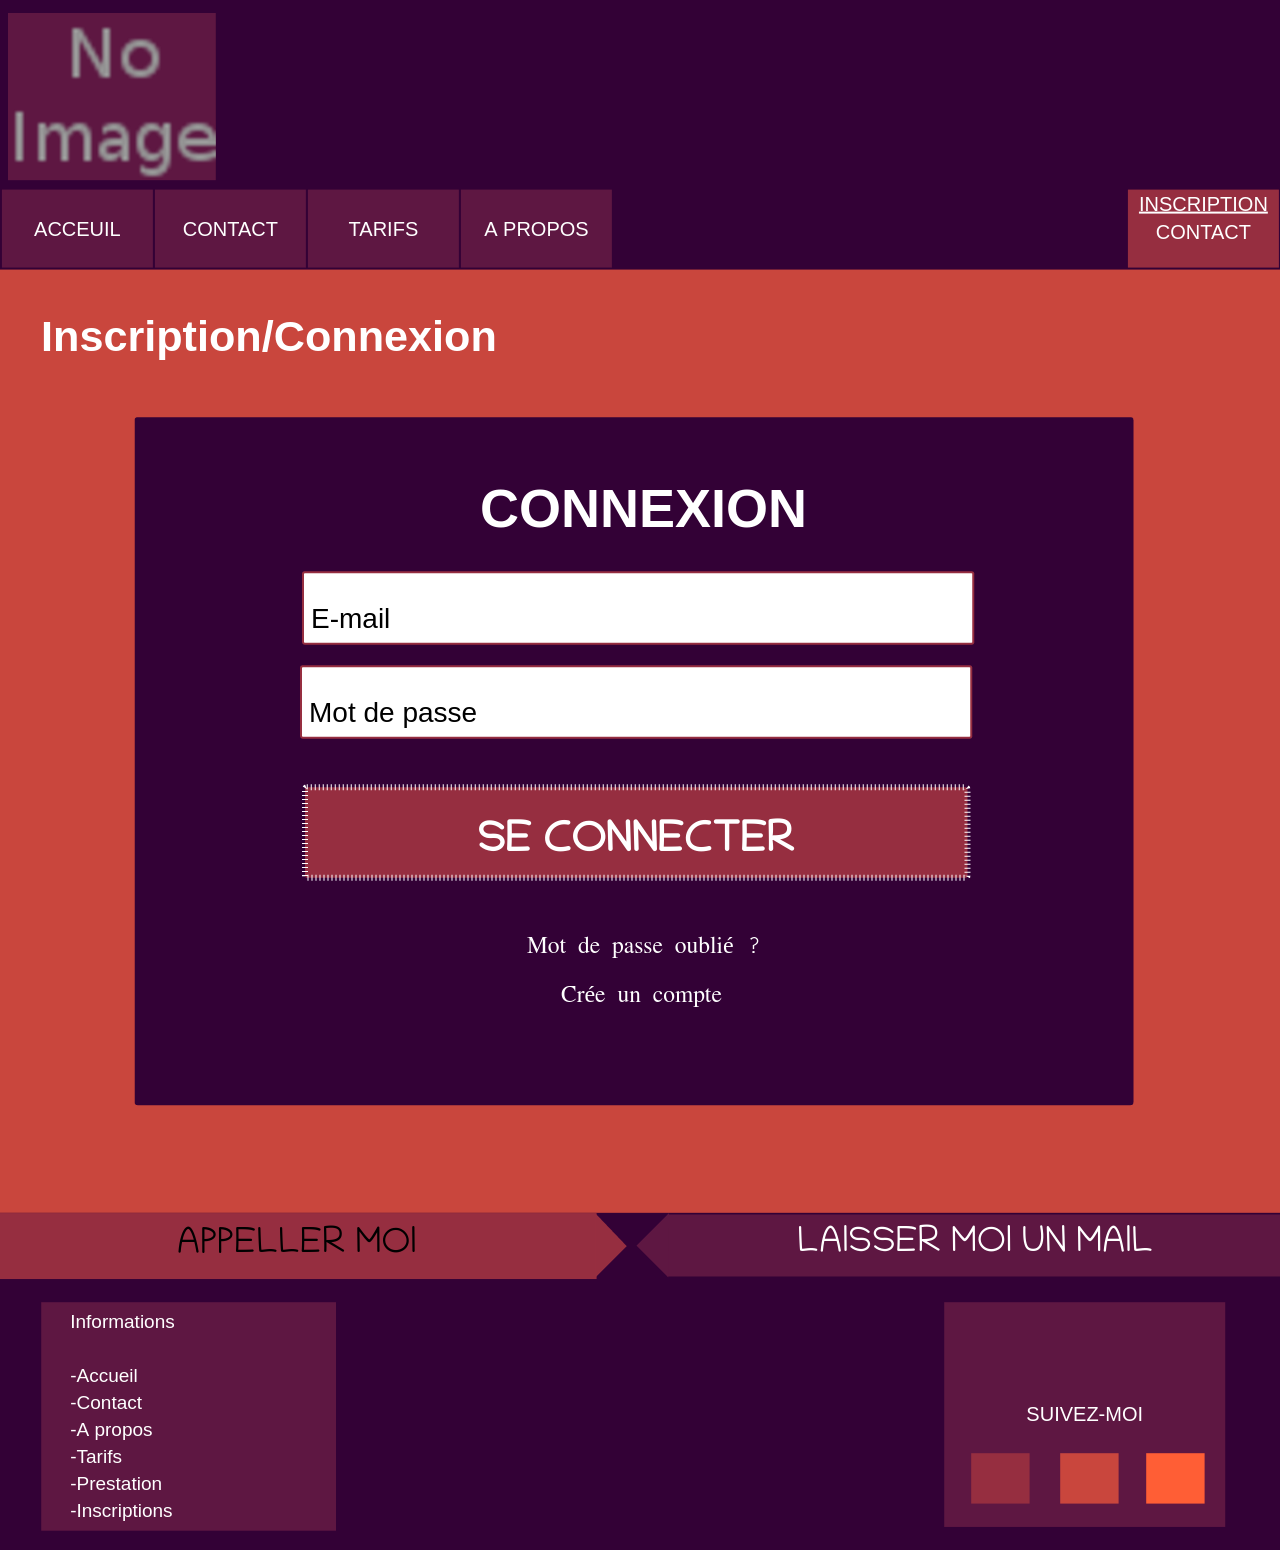 No
Image
ACCEUIL
CONTACT
TARIFS
A PROPOS
INSCRIPTION
CONTACT
Inscription/Connexion
CONNEXION
E-mail
Mot de passe
SE CONNECTER
Mot de passe oublié ?
Crée un compte
APPELLER MOI
LAISSER MOI UN MAIL
Informations
-Accueil
-Contact
-A propos
-Tarifs
-Prestation
-Inscriptions
SUIVEZ-MOI